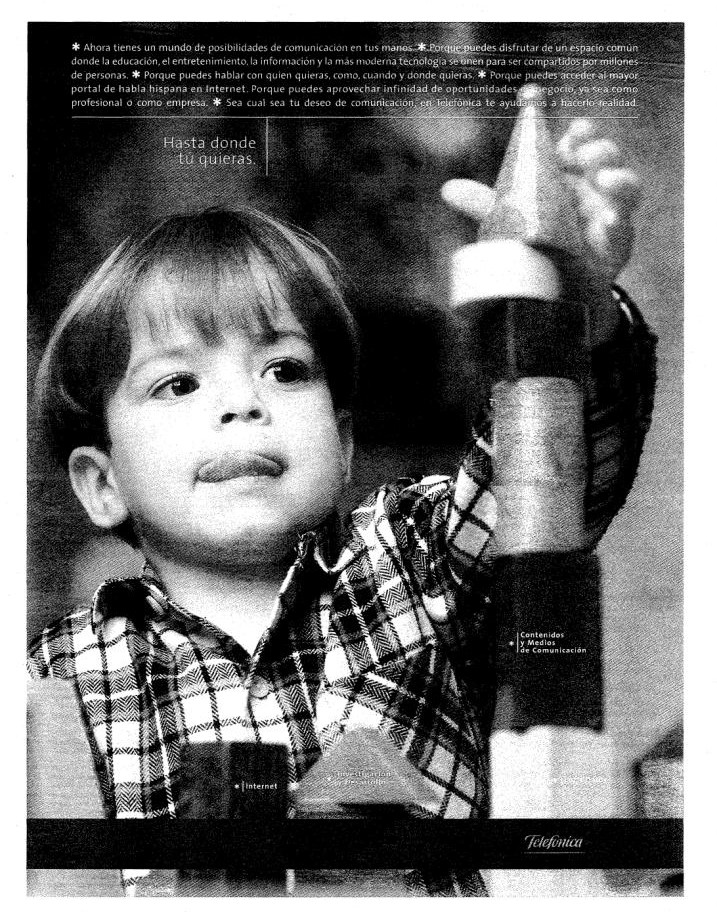 ✱ Ahora tienes un mundo de posibilidades de comunicación en tus manos. ✱ Porque puedes disfrutar de un espacio común
donde la educación, el entretenimiento, la información y la más moderna tecnología se unen para ser compartidos por millones
de personas. ✱ Porque puedes hablar con quien quieras, como, cuando y donde quieras. ✱ Porque puedes acceder al mayor
portal de habla hispana en Internet. Porque puedes aprovechar infinidad de oportunidades de negocio, ya sea como
profesional o como empresa. ✱ Sea cual sea tu deseo de comunicación, en Telefónica te ayudamos a hacerlo realidad.
Hasta donde
tú quieras.
✱ Contenidos
y Medios
de Comunicación
✱ Internet
✱ Investigación
y Desarrollo
Telefónica